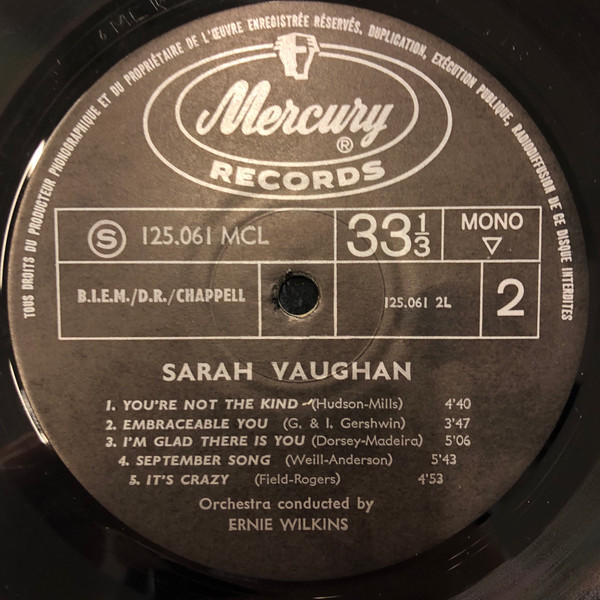 TOUS DROITS DU PRODUCTEUR PHONOGRAPHIQUE ET DU PROPRIÉTAIRE DE L'ŒUVRE ENREGISTRÉE RÉSERVÉS. DUPLICATION, EXÉCUTION PUBLIQUE, RADIODIFFUSION DE CE DISQUE INTERDITES
Mercury ®
RECORDS
S 125.061 MCL
33⅓
MONO
▽
B.I.E.M./D.R./CHAPPELL
125.061 2L
2
SARAH VAUGHAN
1. YOU'RE NOT THE KIND - (Hudson-Mills) 4'40
2. EMBRACEABLE YOU (G. & I. Gershwin) 3'47
3. I'M GLAD THERE IS YOU (Dorsey-Madeira) 5'06
4. SEPTEMBER SONG (Weill-Anderson) 5'43
5. IT'S CRAZY (Field-Rogers) 4'53
Orchestra conducted by
ERNIE WILKINS